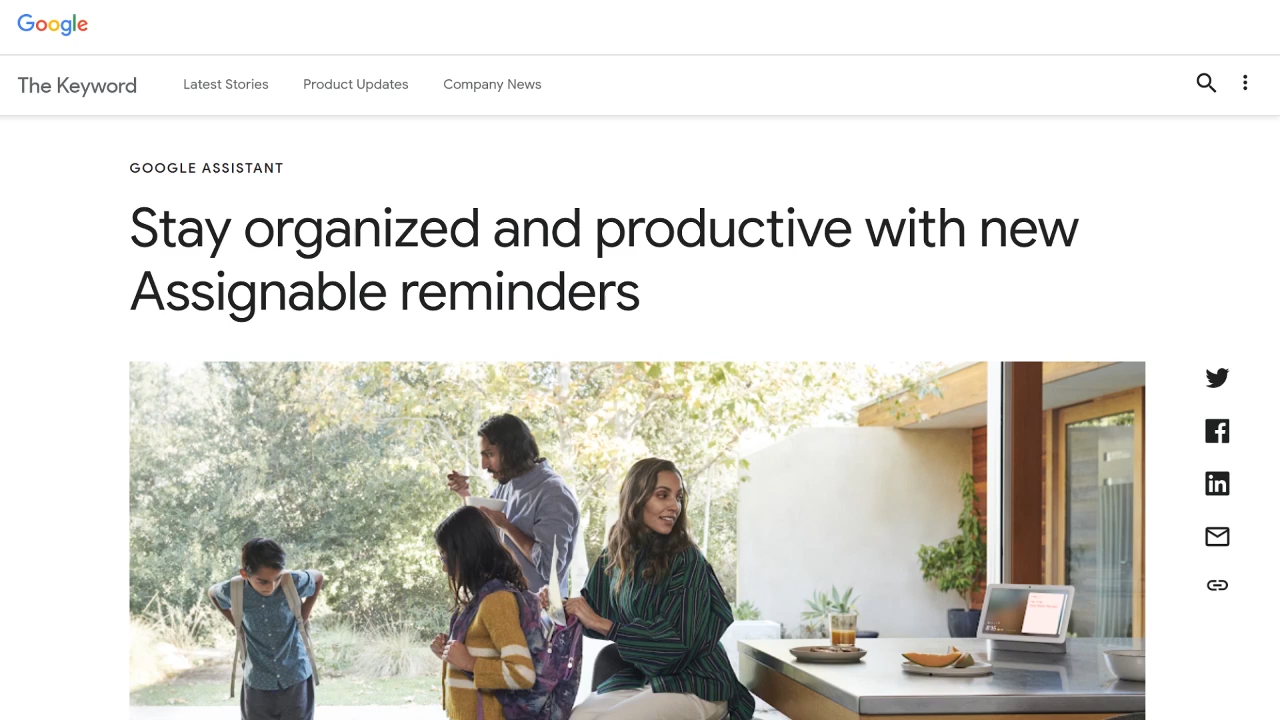 Google
The Keyword
Latest Stories
Product Updates
Company News
GOOGLE ASSISTANT
Stay organized and productive with new
Assignable reminders